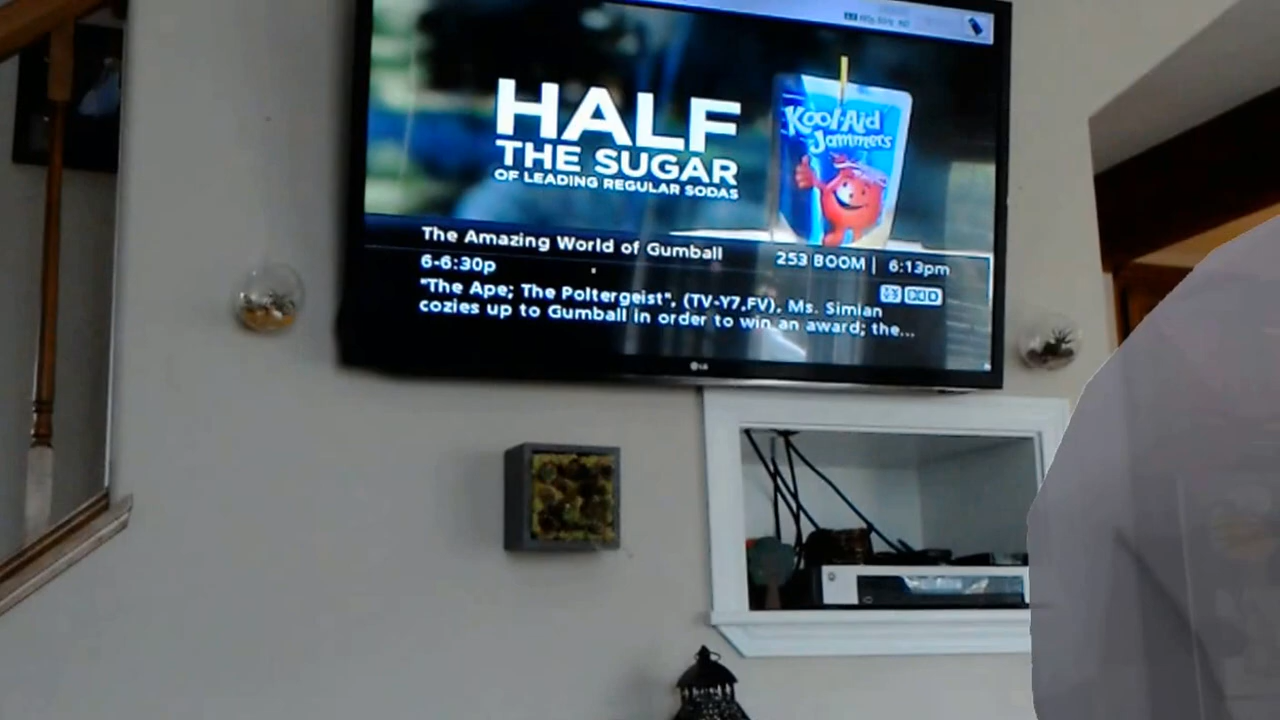 HALF
THE SUGAR
OF LEADING REGULAR SODAS
Kool-Aid
Jammers
The Amazing World of Gumball
253 BOOM | 6:13pm
6-6:30p
"The Ape; The Poltergeist", (TV-Y7,FV), Ms. Simian
cozies up to Gumball in order to win an award; the...
LG